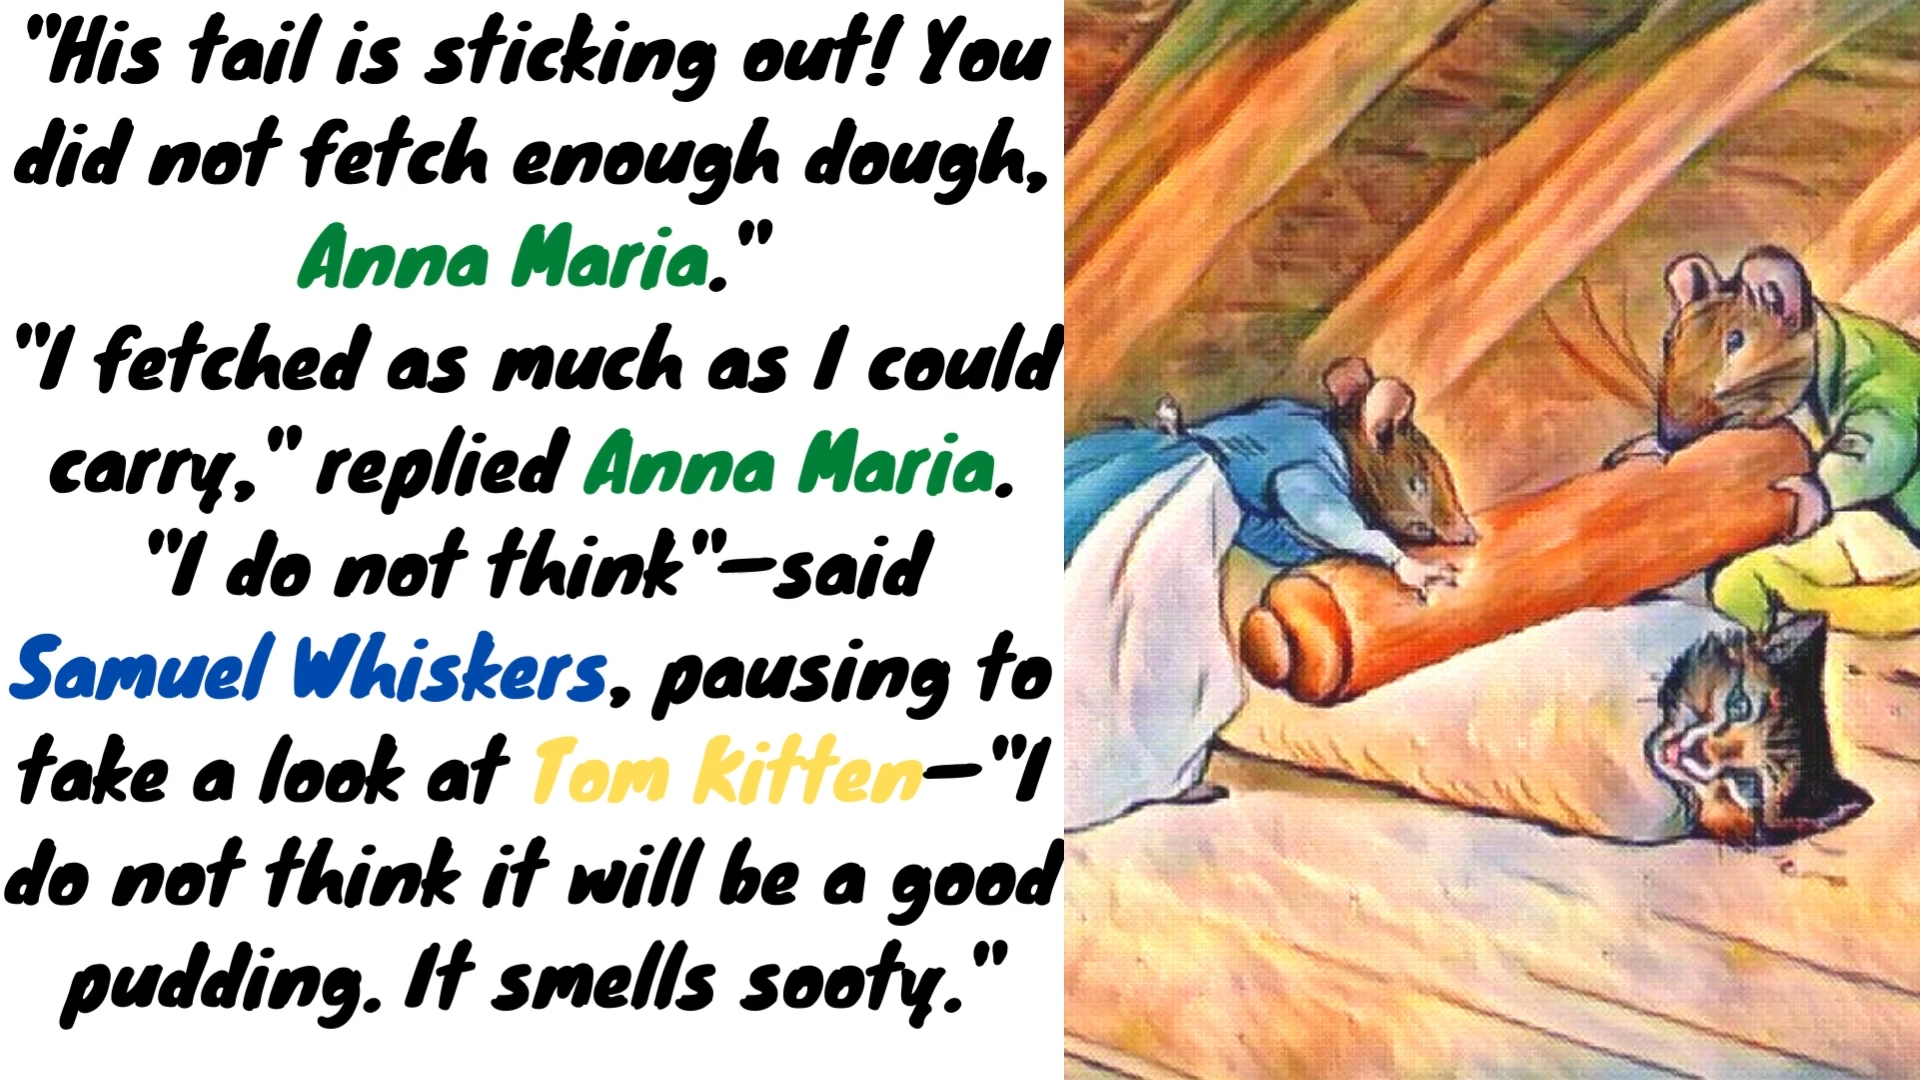 "His tail is sticking out! You
did not fetch enough dough,
Anna Maria."
"I fetched as much as I could
carry," replied Anna Maria.
"I do not think"—said
Samuel Whiskers, pausing to
take a look at Tom Kitten—"I
do not think it will be a good
pudding. It smells sooty."